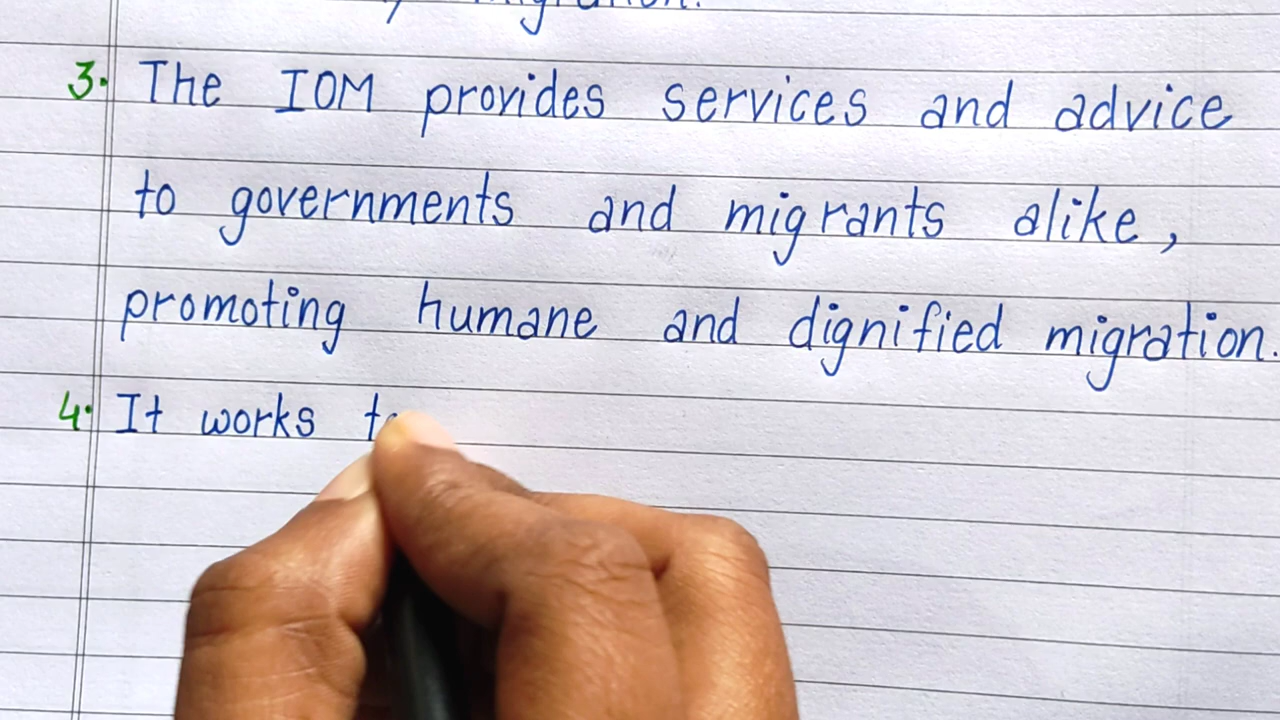 migration.
3. The IOM provides services and advice
to governments and migrants alike,
promoting humane and dignified migration.
4. It works